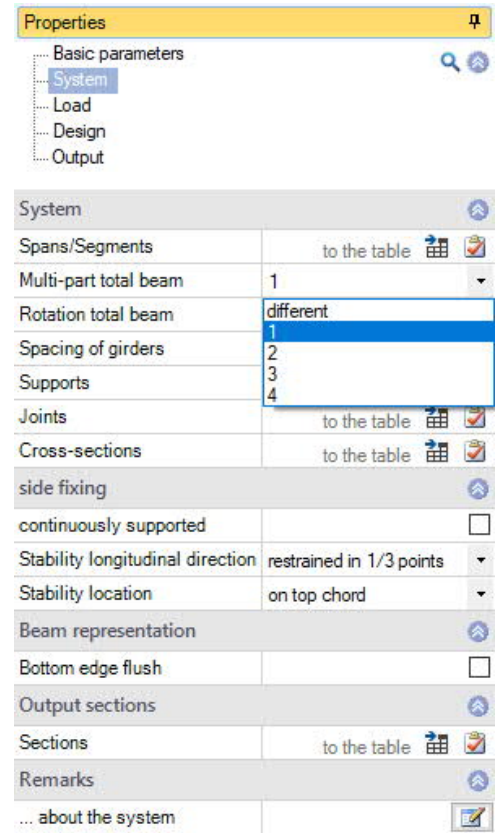 Properties
Basic parameters
System
Load
Design
Output
System
Spans/Segments to the table
Multi-part total beam 1
Rotation total beam different
1
Spacing of girders 2
Supports 3
4
Joints to the table
Cross-sections to the table
side fixing
continuously supported
Stability longitudinal direction restrained in 1/3 points
Stability location on top chord
Beam representation
Bottom edge flush
Output sections
Sections to the table
Remarks
... about the system